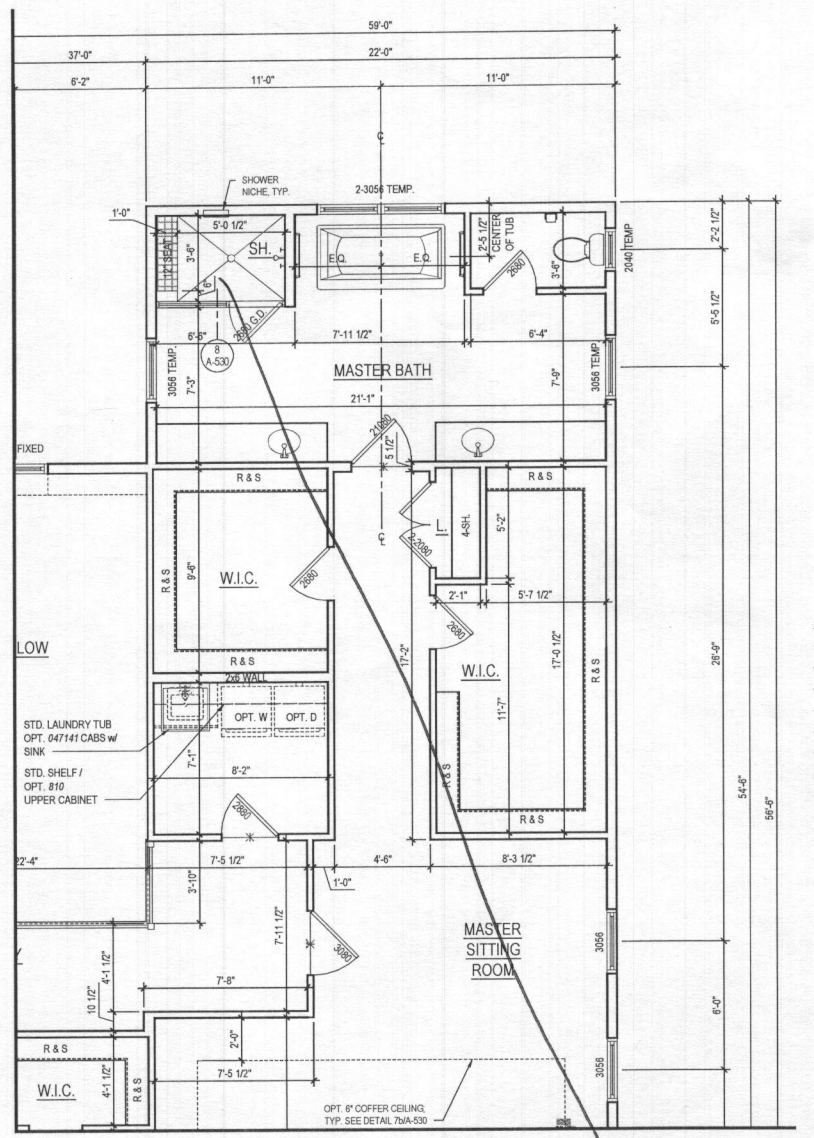 59'-0"
37'-0"
22'-0"
6'-2"
11'-0"
11'-0"
℄
SHOWER
NICHE, TYP.
2-3056 TEMP.
1'-0"
5'-0 1/2"
SH.
12" SEAT
3'-6"
6"
E.Q.
E.Q.
2'-5 1/2"
CENTER
OF TUB
3'-6"
2680
2040 TEMP
2'-2 1/2"
5'-5 1/2"
6'-6"
2680 G.D.
8
A-530
7'-11 1/2"
6'-4"
3056 TEMP.
7'-3"
MASTER BATH
7'-9"
3056 TEMP.
21'-1"
21080
5 1/2"
FIXED
R & S
R & S
9'-6"
W.I.C.
2680
R & S
℄
L.
4-SH.
2-2080
5'-2"
R & S
2'-1"
5'-7 1/2"
2680
W.I.C.
17'-0 1/2"
R & S
11'-7"
R & S
R & S
17'-2"
26'-9"
54'-6"
56'-6"
LOW
2x6 WALL
OPT. W
OPT. D
STD. LAUNDRY TUB
OPT. 047141 CABS w/
SINK
STD. SHELF /
OPT. 810
UPPER CABINET
7'-1"
8'-2"
2680
22'-4"
7'-5 1/2"
4'-6"
8'-3 1/2"
1'-0"
3'-10"
7'-11 1/2"
3080
MASTER
SITTING
ROOM
3056
4'-1 1/2"
7'-8"
10 1/2"
6'-0"
R & S
2'-0"
7'-5 1/2"
3056
W.I.C.
4'-1 1/2"
R & S
OPT. 6" COFFER CEILING,
TYP. SEE DETAIL 7b/A-530